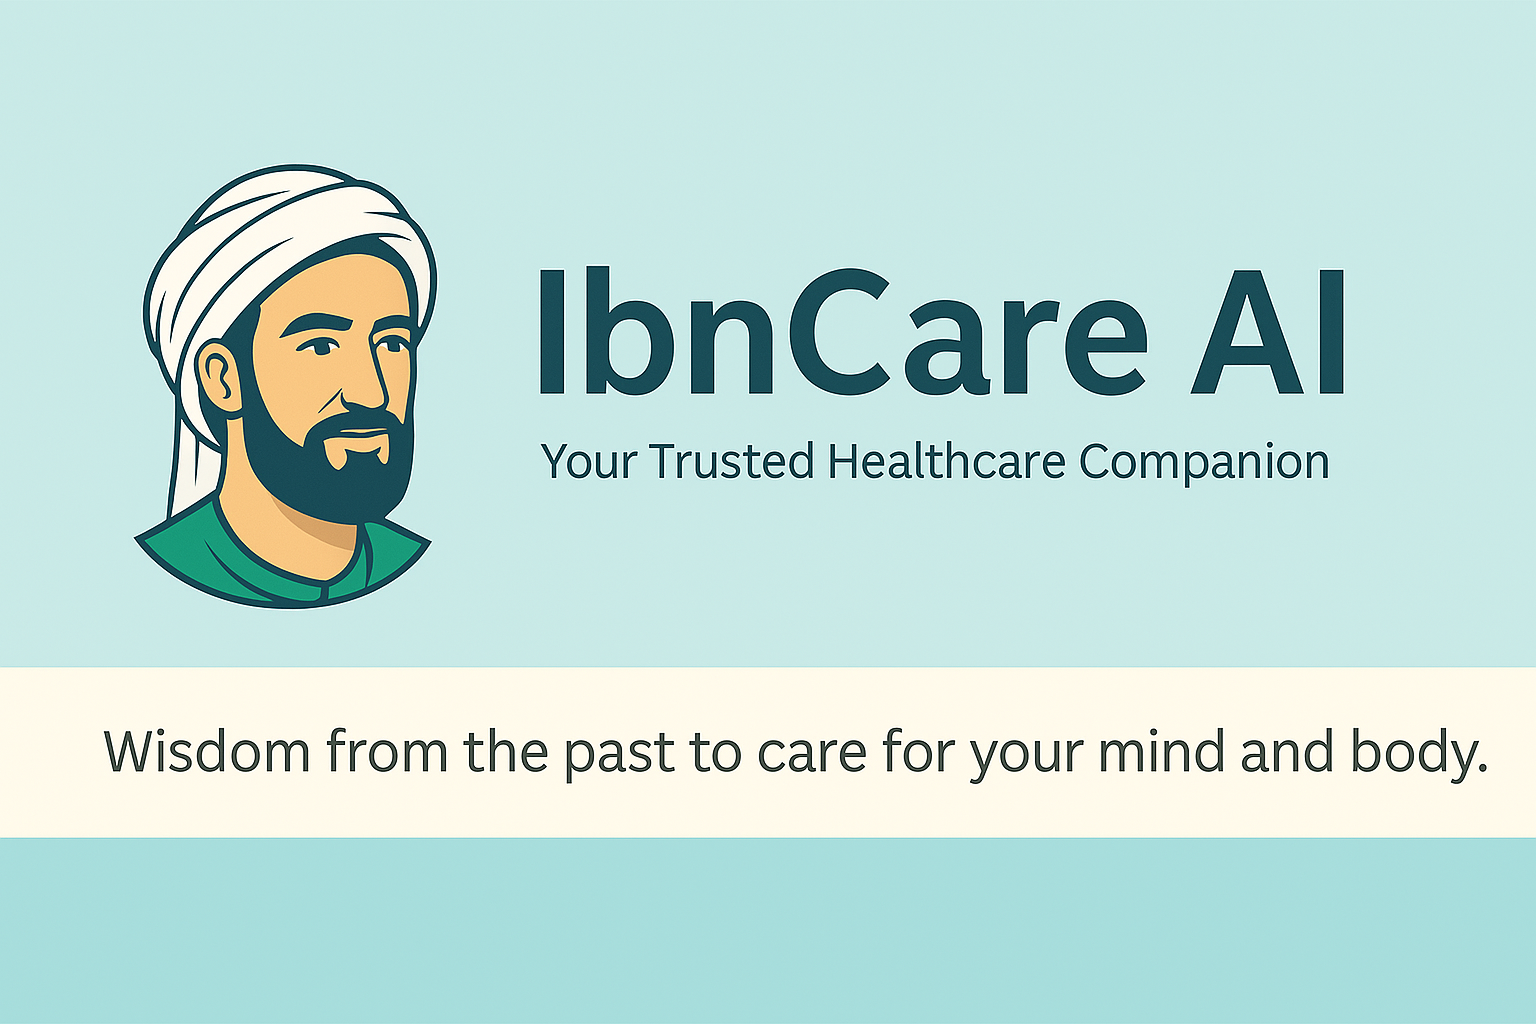 IbnCare AI
Your Trusted Healthcare Companion
Wisdom from the past to care for your mind and body.